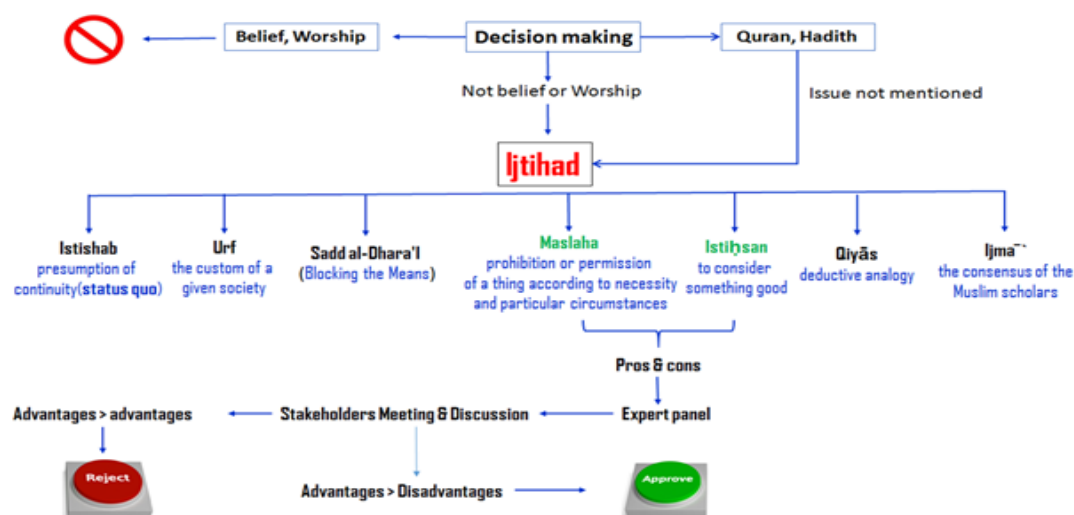 Belief, Worship
Decision making
Quran, Hadith
Not belief or Worship
Issue not mentioned
Ijtihad
Istishab
presumption of
continuity(status quo)
Urf
the custom of a
given society
Sadd al-Dhara'l
(Blocking the Means)
Maslaha
prohibition or permission
of a thing according to necessity
and particular circumstances
Istiḥsan
to consider
something good
Qiyās
deductive analogy
Ijma¯`
the consensus of the
Muslim scholars
Pros & cons
Advantages > advantages
Stakeholders Meeting & Discussion
Expert panel
Reject
Advantages > Disadvantages
Approve